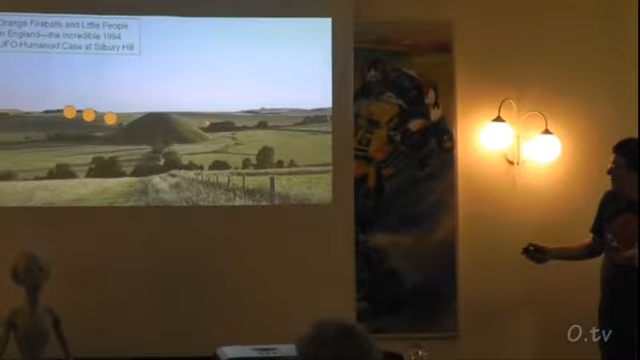 Orange Fireballs and Little People
in England—the Incredible 1994
UFO-Humanoid Case at Silbury Hill
O.tv